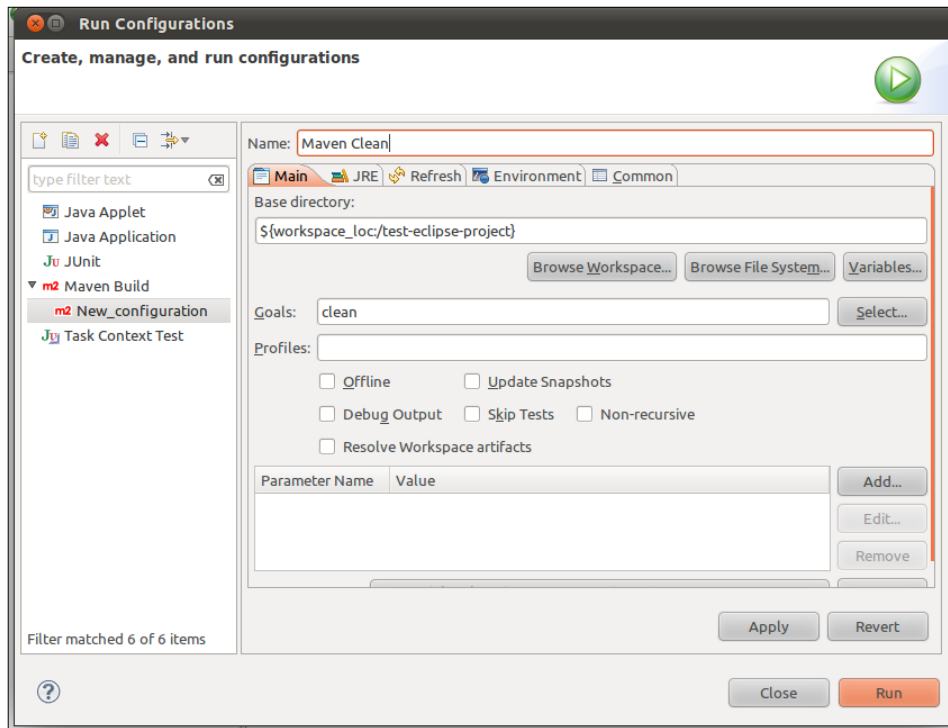 Run Configurations
Create, manage, and run configurations
type filter text
Java Applet
Java Application
Ju JUnit
m2 Maven Build
m2 New_configuration
Ju Task Context Test
Filter matched 6 of 6 items
Name: Maven Clean
Main JRE Refresh Environment Common
Base directory:
${workspace_loc:/test-eclipse-project}
Browse Workspace... Browse File System... Variables...
Goals: clean Select...
Profiles:
Offline Update Snapshots
Debug Output Skip Tests Non-recursive
Resolve Workspace artifacts
Parameter Name Value Add...
Edit...
Remove
Apply Revert
? Close Run